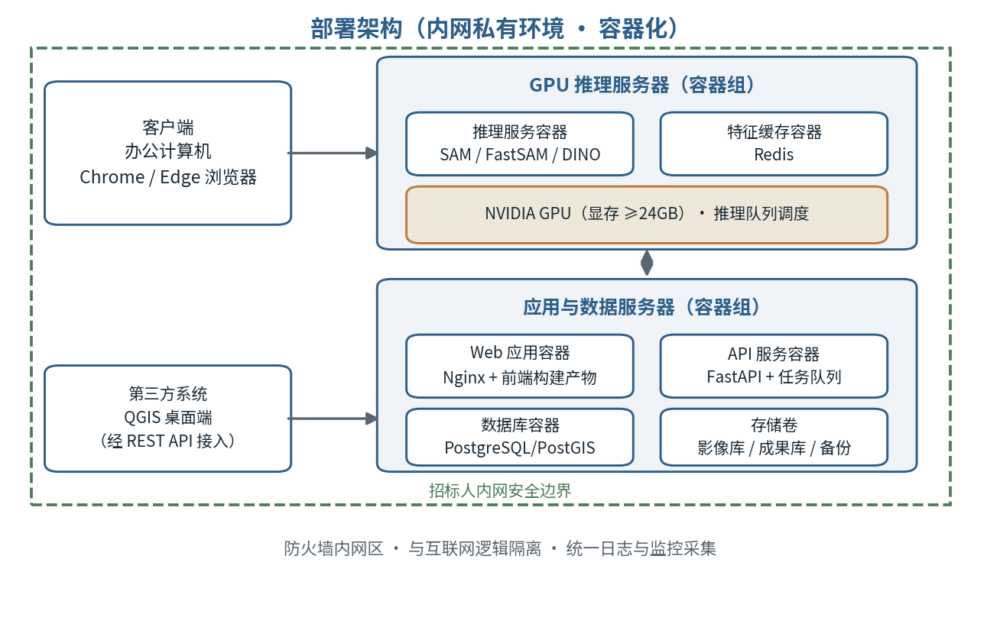 部署架构（内网私有环境 · 容器化）
客户端
办公计算机
Chrome / Edge 浏览器
GPU 推理服务器（容器组）
推理服务容器
SAM / FastSAM / DINO
特征缓存容器
Redis
NVIDIA GPU（显存 ≥24GB） · 推理队列调度
应用与数据服务器（容器组）
Web 应用容器
Nginx + 前端构建产物
API 服务容器
FastAPI + 任务队列
第三方系统
QGIS 桌面端
（经 REST API 接入）
数据库容器
PostgreSQL/PostGIS
存储卷
影像库 / 成果库 / 备份
招标人内网安全边界
防火墙内网区 · 与互联网逻辑隔离 · 统一日志与监控采集